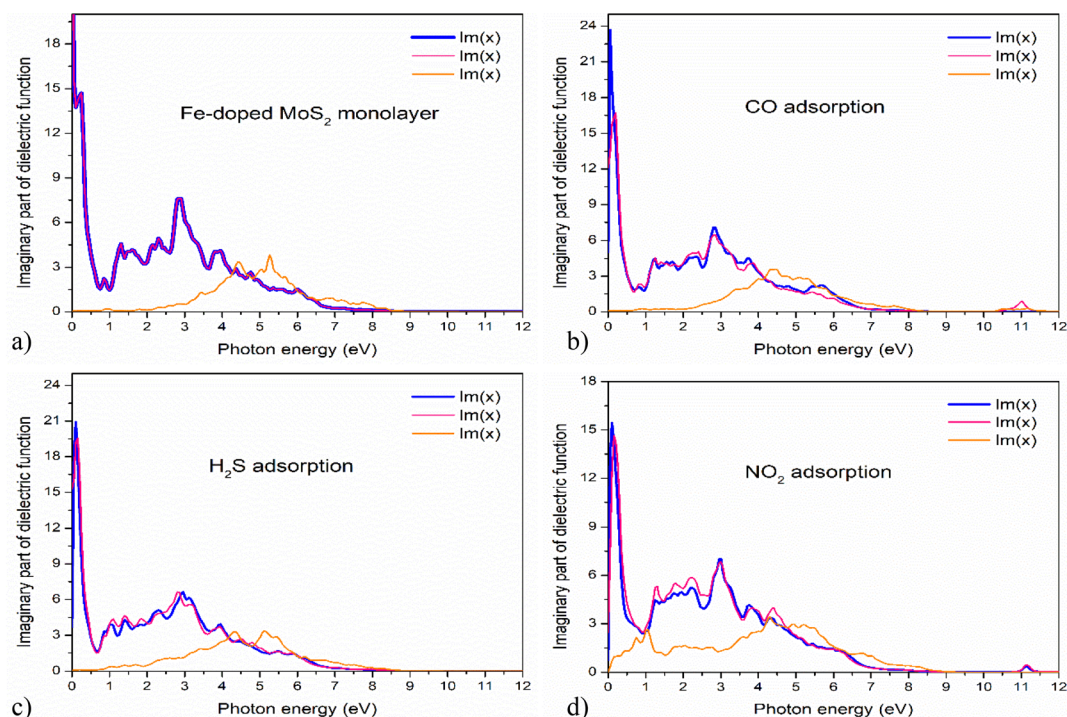 Imaginary part of dielectric function
18
15
12
9
6
3
0
Im(x)
Im(x)
Im(x)
Fe-doped MoS₂ monolayer
0 1 2 3 4 5 6 7 8 9 10 11 12
Photon energy (eV)
a)
Imaginary part of dielectric function
24
21
18
15
12
9
6
3
0
Im(x)
Im(x)
Im(x)
CO adsorption
0 1 2 3 4 5 6 7 8 9 10 11 12
Photon energy (eV)
b)
Imaginary part of dielectric function
24
21
18
15
12
9
6
3
0
Im(x)
Im(x)
Im(x)
H₂S adsorption
0 1 2 3 4 5 6 7 8 9 10 11 12
Photon energy (eV)
c)
Imaginary part of dielectric function
18
15
12
9
6
3
0
Im(x)
Im(x)
Im(x)
NO₂ adsorption
0 1 2 3 4 5 6 7 8 9 10 11 12
Photon energy (eV)
d)